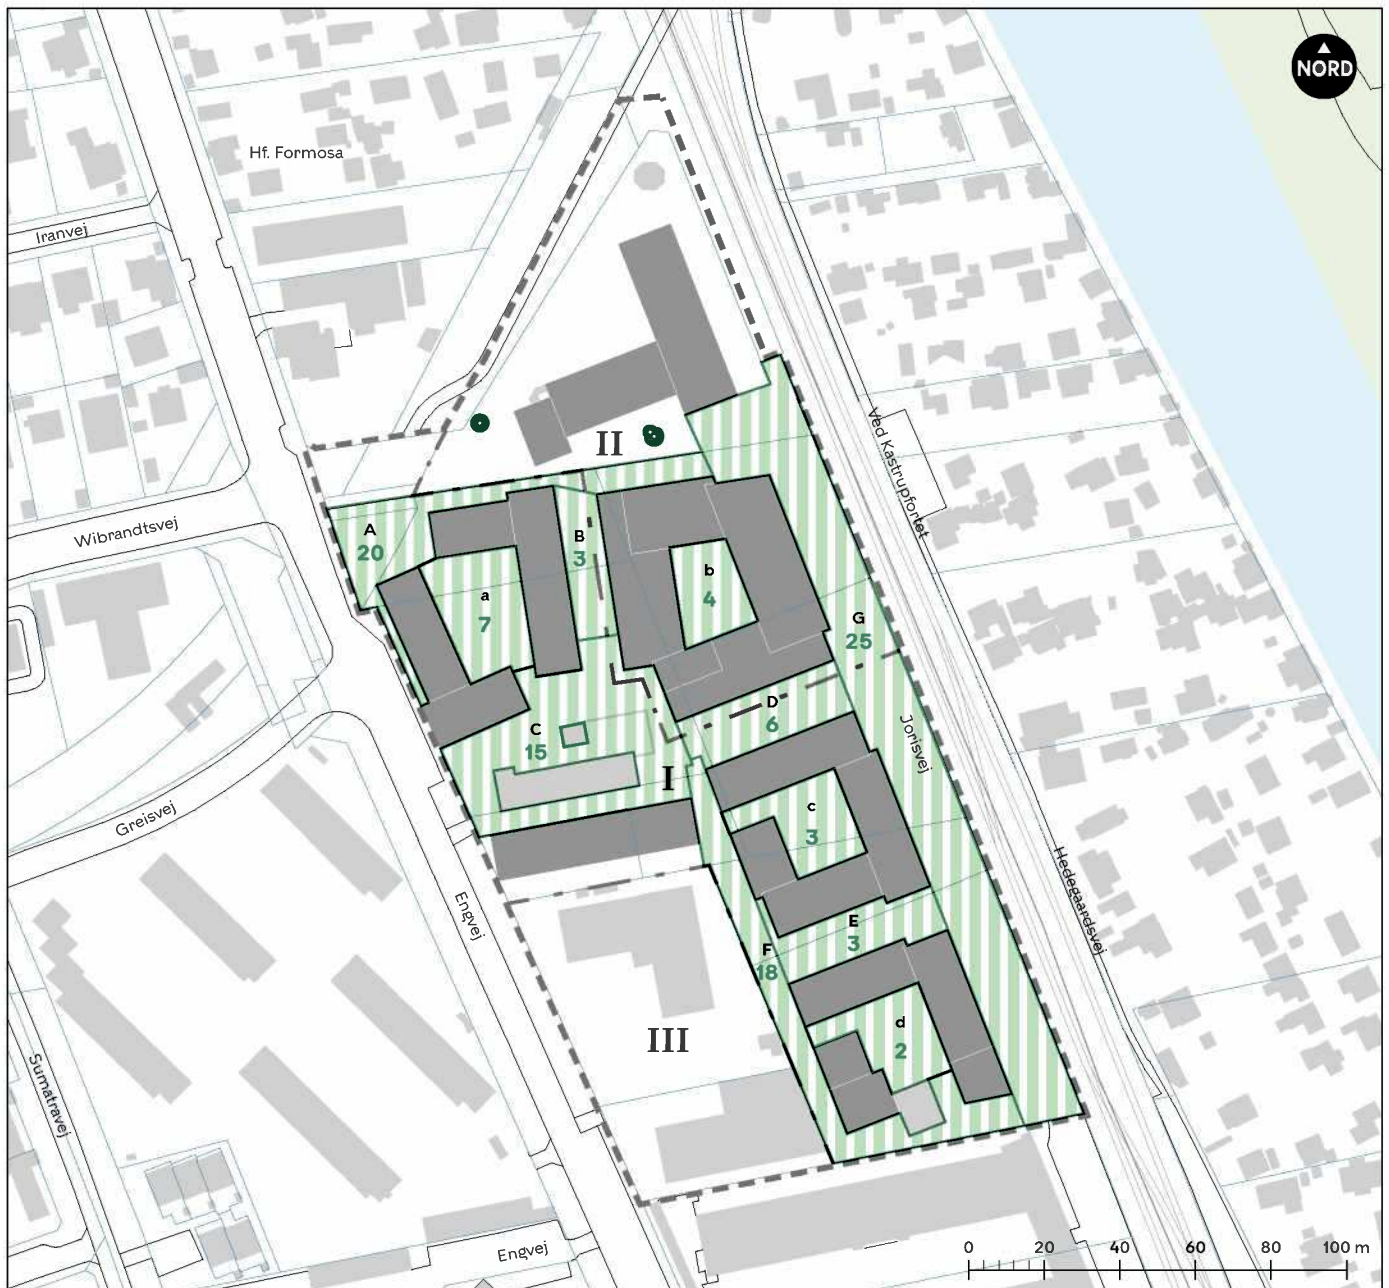 NORD
Hf. Formosa
Iranvej
II
Ved Kastrupfortet
Wibrandtsvej
A
20
B
3
b
4
a
7
G
25
D
6
Jorisvej
C
15
I
Greisvej
c
3
Hedegaardsvej
Engvej
E
3
F
18
III
d
2
Sumatravej
Engvej
0 20 40 60 80 100 m